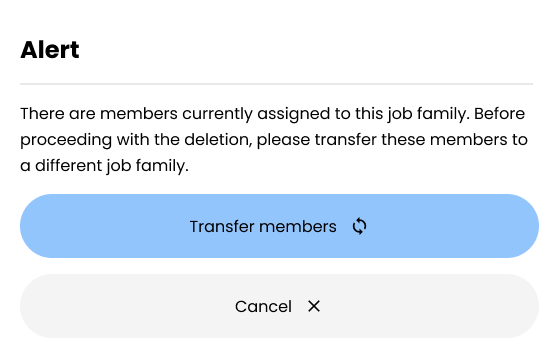 Alert
There are members currently assigned to this job family. Before
proceeding with the deletion, please transfer these members to
a different job family.
Transfer members
Cancel